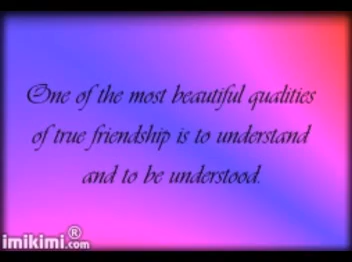 One of the most beautiful qualities
of true friendship is to understand
and to be understood.
imikimi®.com